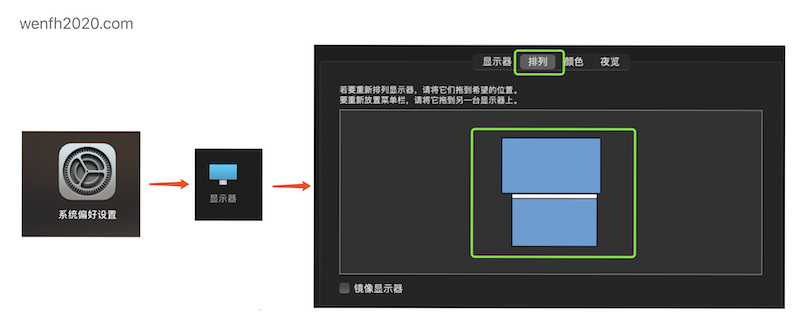 wenfh2020.com
系统偏好设置
显示器
显示器 排列 颜色 夜览
若要重新排列显示器，请将它们拖到希望的位置。
要重新放置菜单栏，请将它拖到另一台显示器上。
镜像显示器